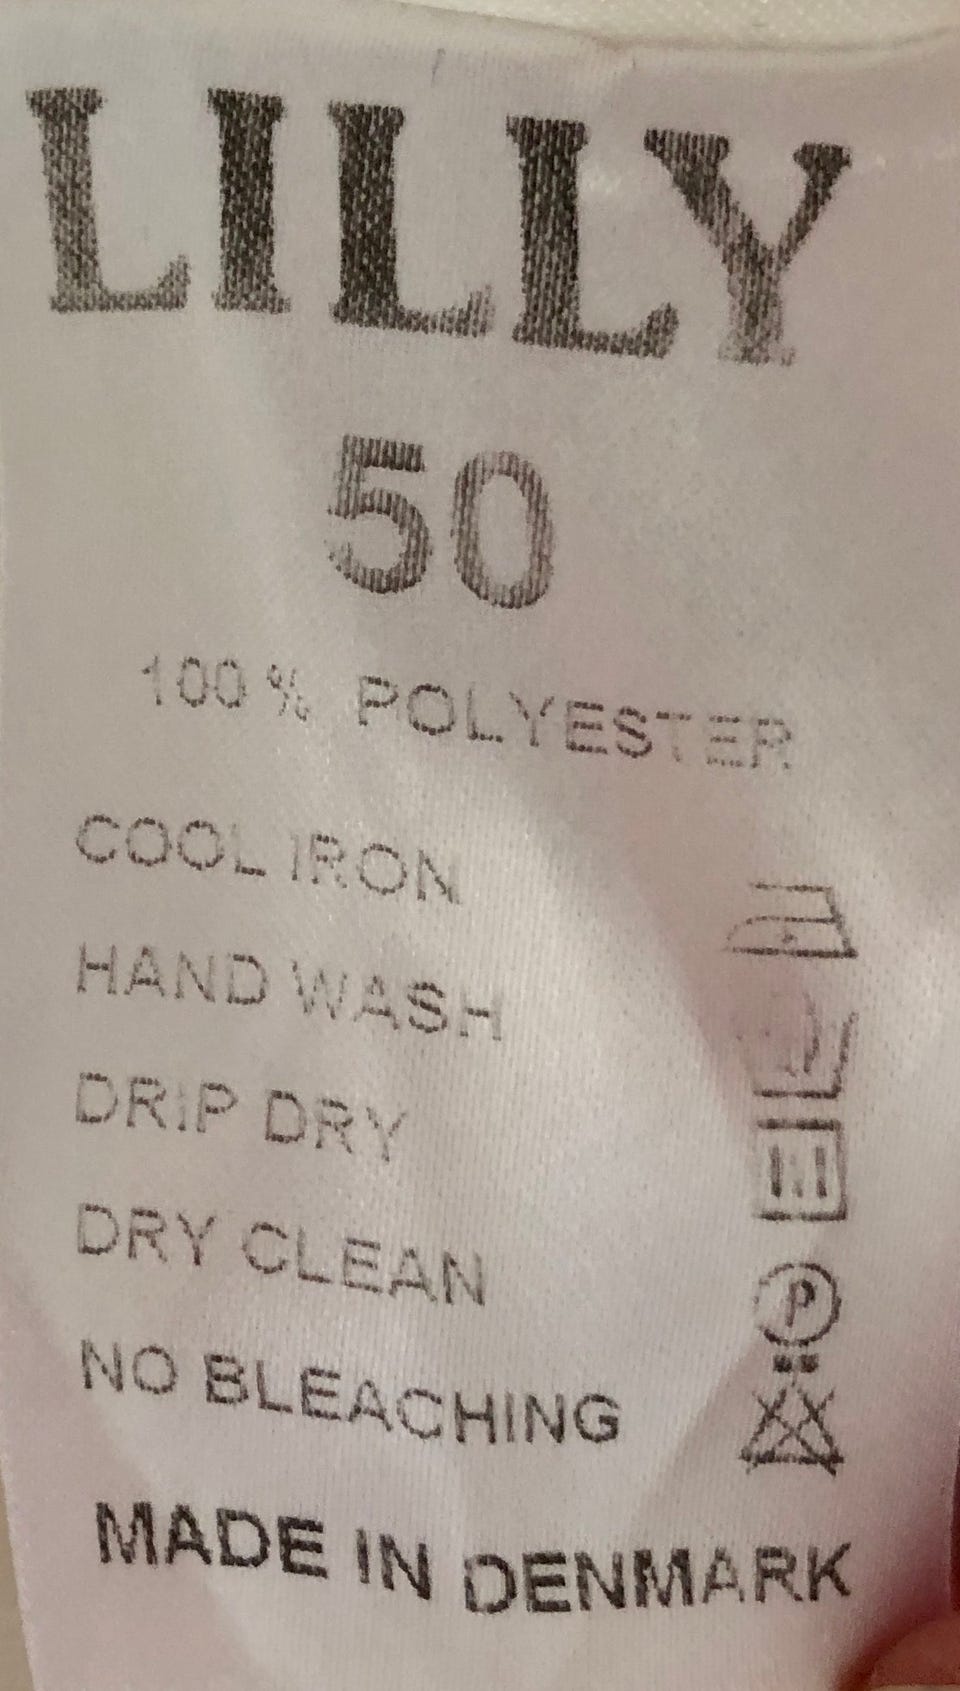 LILLY
50
100 % POLYESTER
COOL IRON
HAND WASH
DRIP DRY
DRY CLEAN
P
NO BLEACHING
MADE IN DENMARK